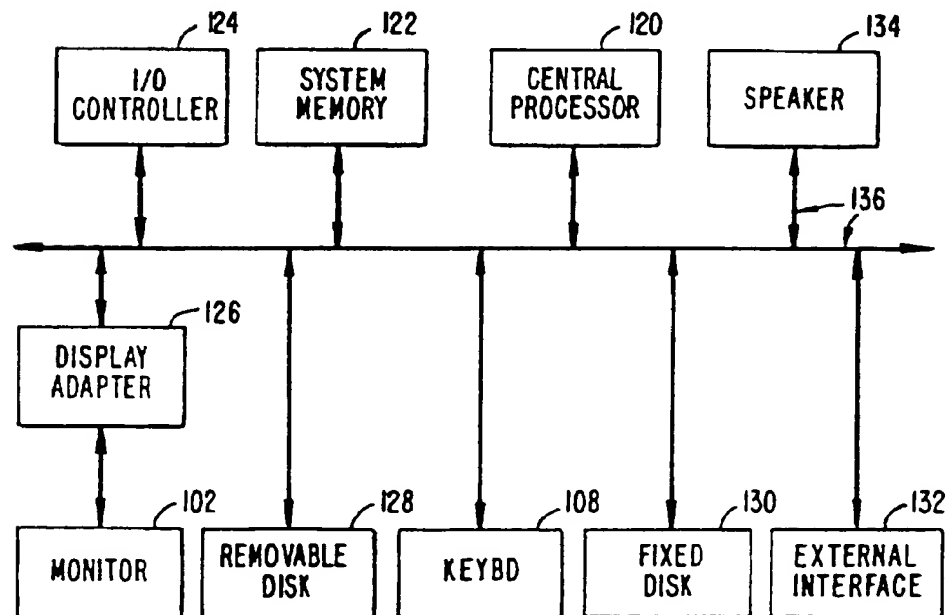 124
122
120
134
I/O
CONTROLLER
SYSTEM
MEMORY
CENTRAL
PROCESSOR
SPEAKER
136
126
DISPLAY
ADAPTER
102
128
108
130
132
MONITOR
REMOVABLE
DISK
KEYBD
FIXED
DISK
EXTERNAL
INTERFACE